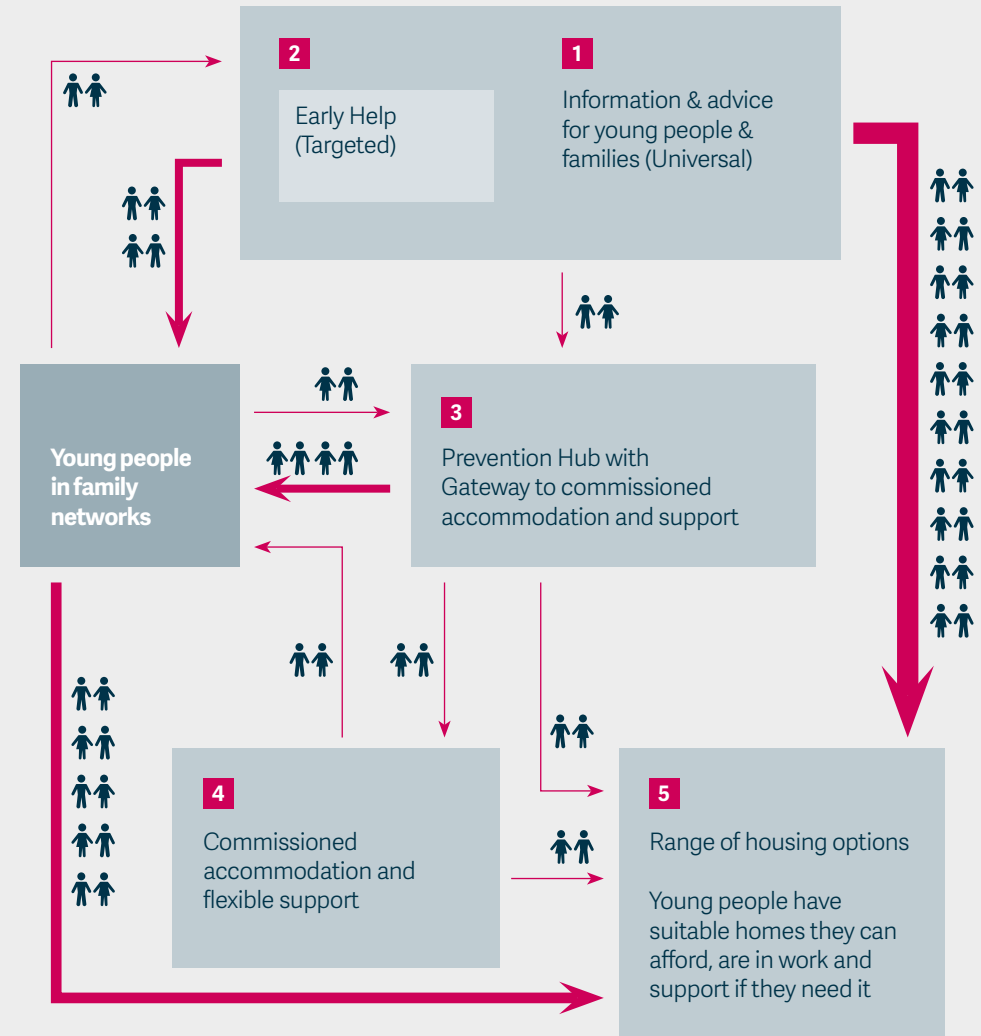 2
Early Help
(Targeted)
1
Information & advice
for young people &
families (Universal)
Young people
in family
networks
3
Prevention Hub with
Gateway to commissioned
accommodation and support
4
Commissioned
accommodation and
flexible support
5
Range of housing options
Young people have
suitable homes they can
afford, are in work and
support if they need it